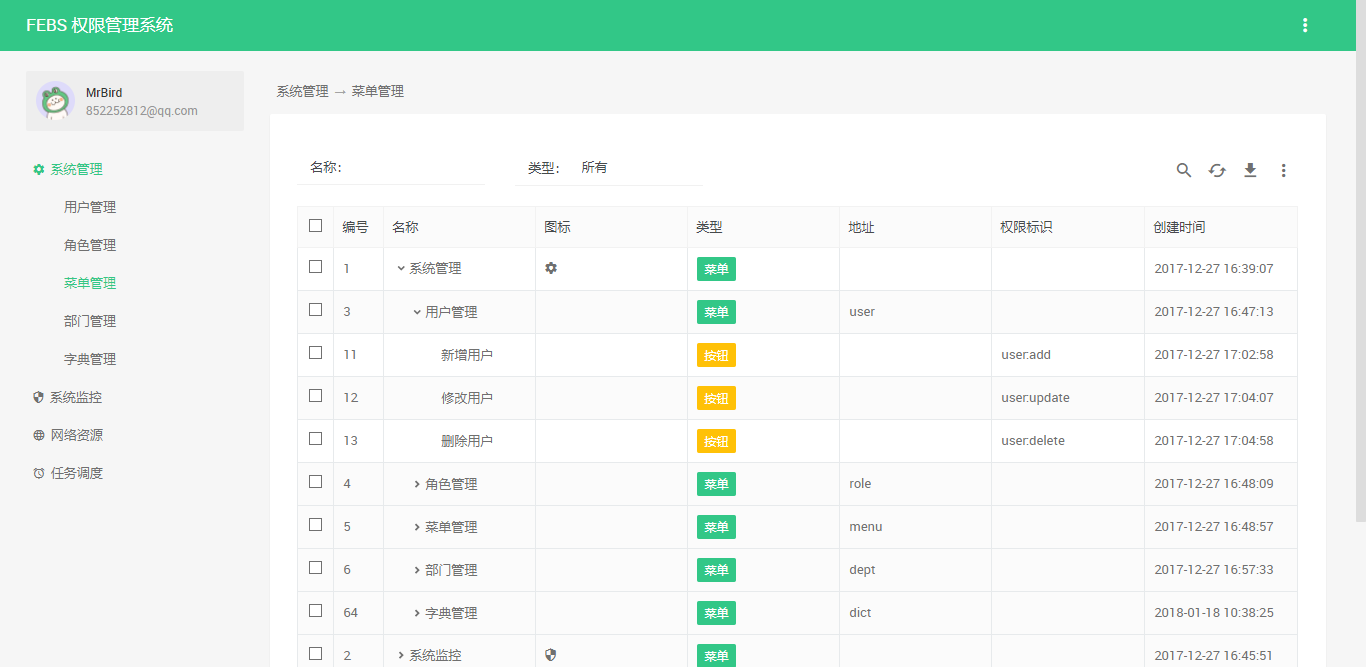 FEBS 权限管理系统
MrBird
852252812@qq.com
系统管理
用户管理
角色管理
菜单管理
部门管理
字典管理
系统监控
网络资源
任务调度
系统管理 → 菜单管理
名称: 类型: 所有
编号 名称 图标 类型 地址 权限标识 创建时间
1 系统管理 菜单 2017-12-27 16:39:07
3 用户管理 菜单 user 2017-12-27 16:47:13
11 新增用户 按钮 user:add 2017-12-27 17:02:58
12 修改用户 按钮 user:update 2017-12-27 17:04:07
13 删除用户 按钮 user:delete 2017-12-27 17:04:58
4 角色管理 菜单 role 2017-12-27 16:48:09
5 菜单管理 菜单 menu 2017-12-27 16:48:57
6 部门管理 菜单 dept 2017-12-27 16:57:33
64 字典管理 菜单 dict 2018-01-18 10:38:25
2 系统监控 菜单 2017-12-27 16:45:51